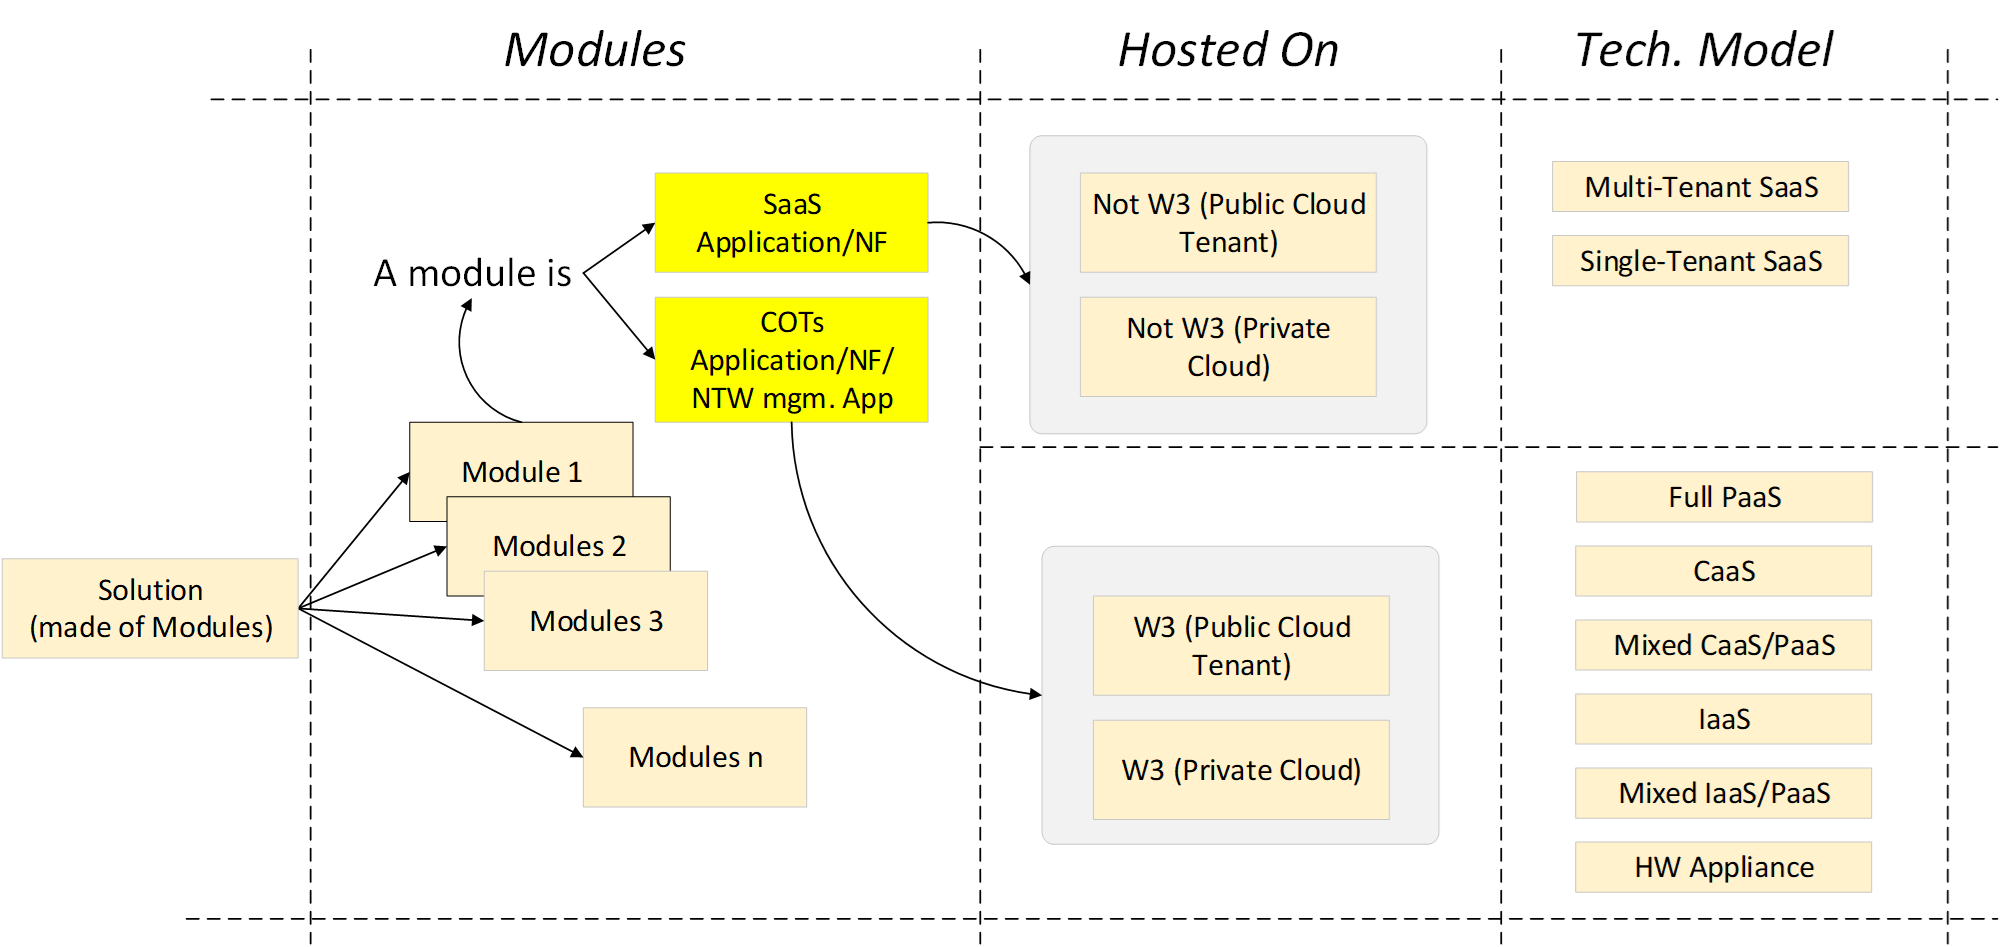 Modules
Hosted On
Tech. Model
SaaS
Application/NF
A module is
COTs
Application/NF/
NTW mgm. App
Module 1
Modules 2
Modules 3
Modules n
Solution
(made of Modules)
Not W3 (Public Cloud
Tenant)
Not W3 (Private
Cloud)
W3 (Public Cloud
Tenant)
W3 (Private Cloud)
Multi-Tenant SaaS
Single-Tenant SaaS
Full PaaS
CaaS
Mixed CaaS/PaaS
IaaS
Mixed IaaS/PaaS
HW Appliance